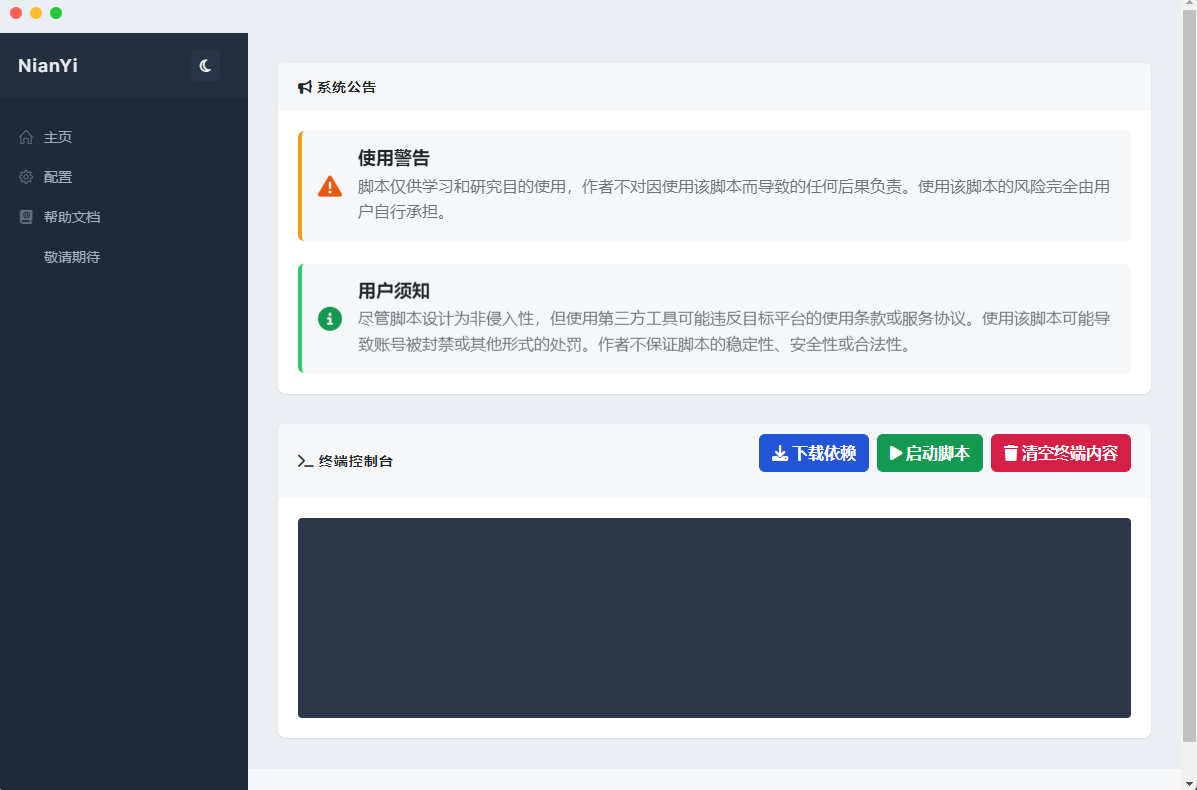 NianYi
主页
配置
帮助文档
敬请期待
系统公告
使用警告
脚本仅供学习和研究目的使用，作者不对因使用该脚本而导致的任何后果负责。使用该脚本的风险完全由用
户自行承担。
用户须知
尽管脚本设计为非侵入性，但使用第三方工具可能违反目标平台的使用条款或服务协议。使用该脚本可能导
致账号被封禁或其他形式的处罚。作者不保证脚本的稳定性、安全性或合法性。
终端控制台
下载依赖
启动脚本
清空终端内容